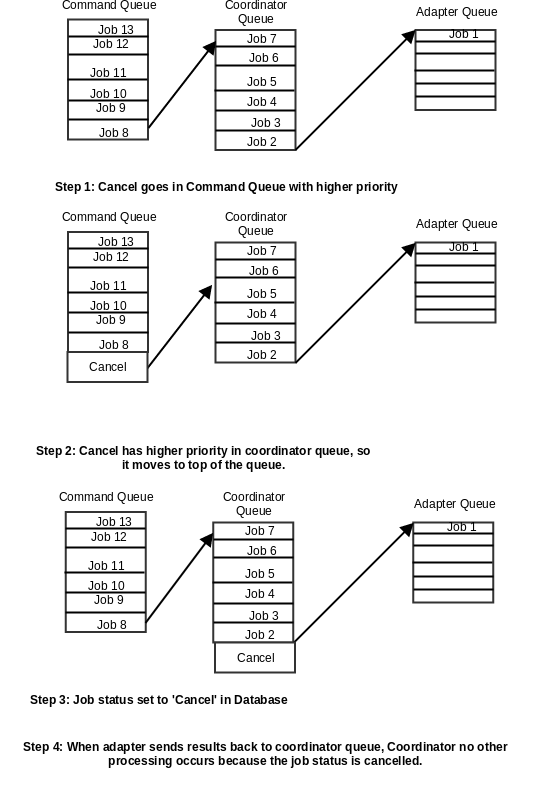 Command Queue
Coordinator
Queue
Adapter Queue
Job 13
Job 12
Job 11
Job 10
Job 9
Job 8
Job 7
Job 6
Job 5
Job 4
Job 3
Job 2
Job 1
Step 1: Cancel goes in Command Queue with higher priority
Command Queue
Coordinator
Queue
Adapter Queue
Job 13
Job 12
Job 11
Job 10
Job 9
Job 8
Cancel
Job 7
Job 6
Job 5
Job 4
Job 3
Job 2
Job 1
Step 2: Cancel has higher priority in coordinator queue, so
it moves to top of the queue.
Command Queue
Coordinator
Queue
Adapter Queue
Job 13
Job 12
Job 11
Job 10
Job 9
Job 8
Job 7
Job 6
Job 5
Job 4
Job 3
Job 2
Cancel
Job 1
Step 3: Job status set to 'Cancel' in Database
Step 4: When adapter sends results back to coordinator queue, Coordinator no other
processing occurs because the job status is cancelled.